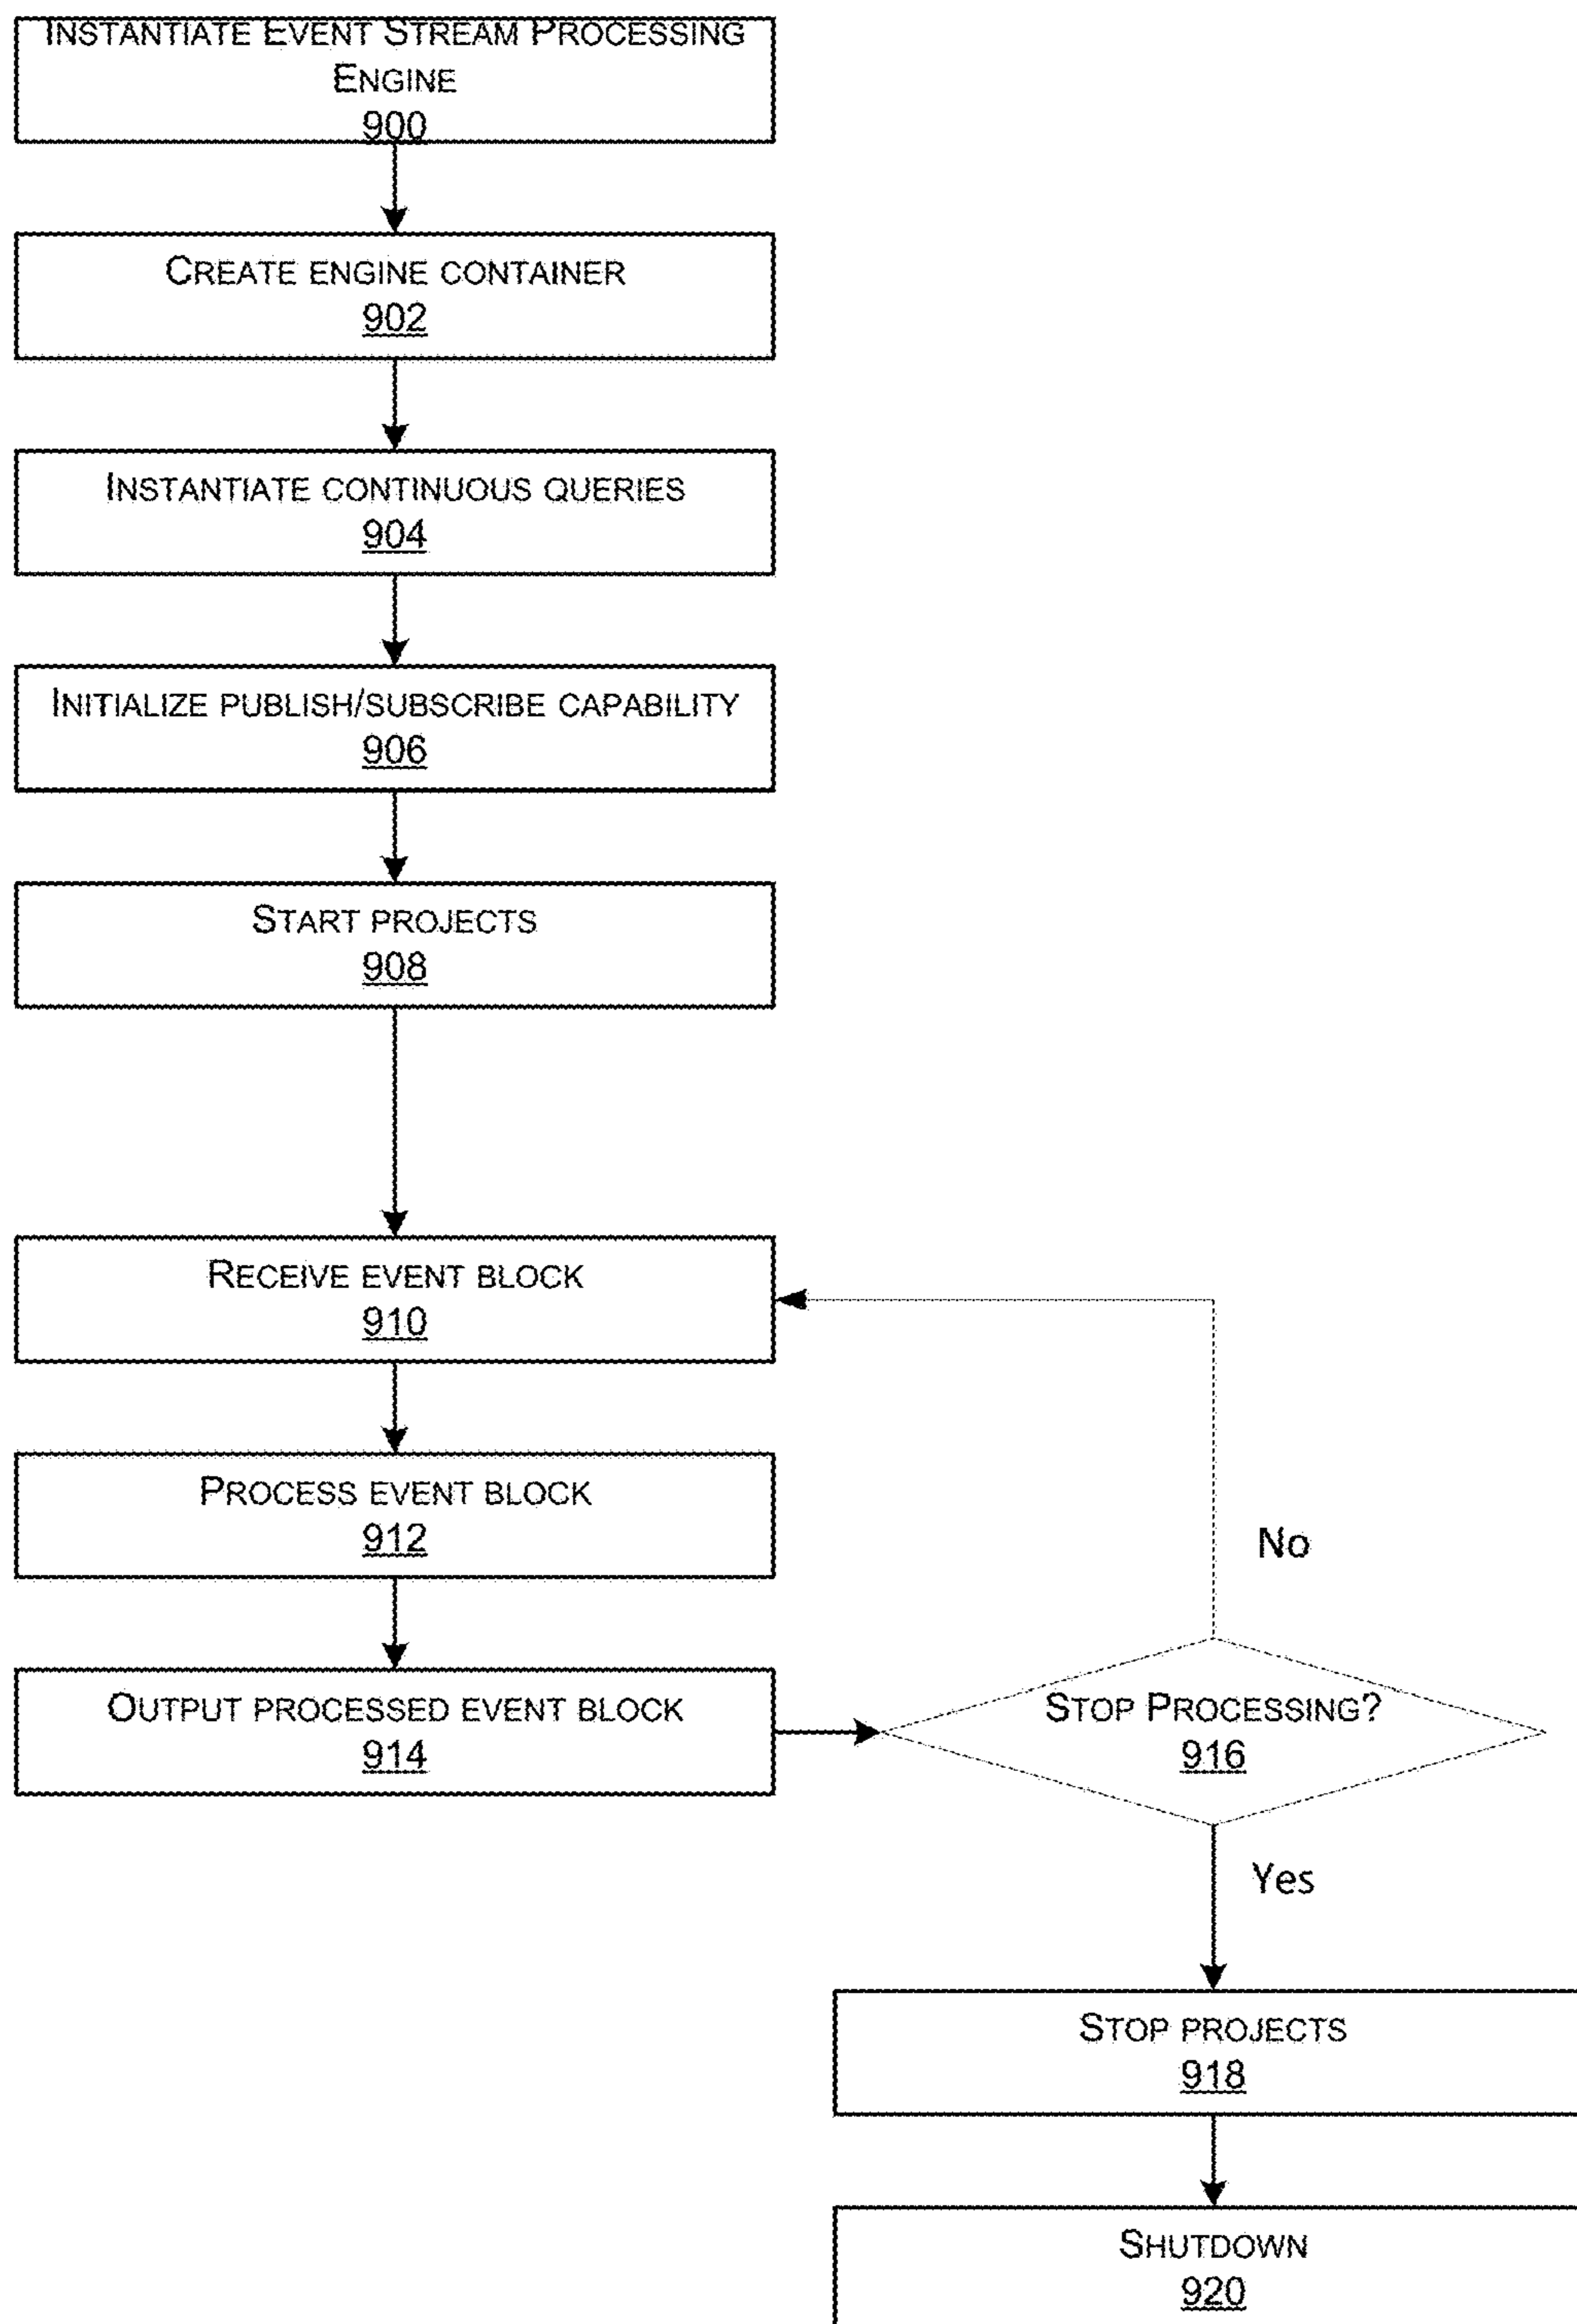 INSTANTIATE EVENT STREAM PROCESSING
ENGINE
900
CREATE ENGINE CONTAINER
902
INSTANTIATE CONTINUOUS QUERIES
904
INITIALIZE PUBLISH/SUBSCRIBE CAPABILITY
906
START PROJECTS
908
RECEIVE EVENT BLOCK
910
PROCESS EVENT BLOCK
912
No
OUTPUT PROCESSED EVENT BLOCK
914
STOP PROCESSING?
916
Yes
STOP PROJECTS
918
SHUTDOWN
920